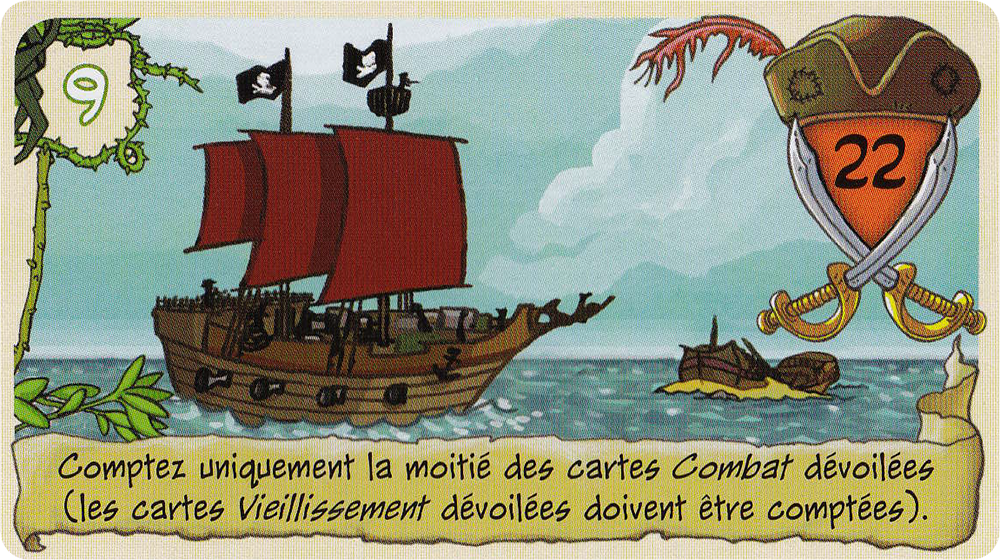 9
22
Comptez uniquement la moitié des cartes Combat dévoilées
(les cartes Vieillissement dévoilées doivent être comptées).